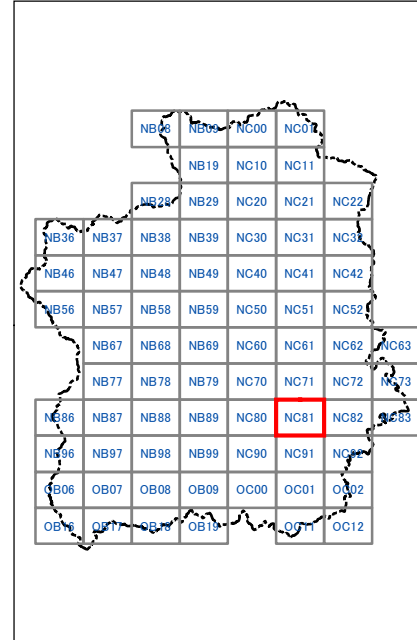 NB08 NB09 NC00 NC01
NB19 NC10 NC11
NB28 NB29 NC20 NC21 NC22
NB36 NB37 NB38 NB39 NC30 NC31 NC32
NB46 NB47 NB48 NB49 NC40 NC41 NC42
NB56 NB57 NB58 NB59 NC50 NC51 NC52
NB67 NB68 NB69 NC60 NC61 NC62 NC63
NB77 NB78 NB79 NC70 NC71 NC72 NC73
NB86 NB87 NB88 NB89 NC80 NC81 NC82 NC83
NB96 NB97 NB98 NB99 NC90 NC91 NC92
OB06 OB07 OB08 OB09 OC00 OC01 OC02
OB16 OB17 OB18 OB19 OC11 OC12